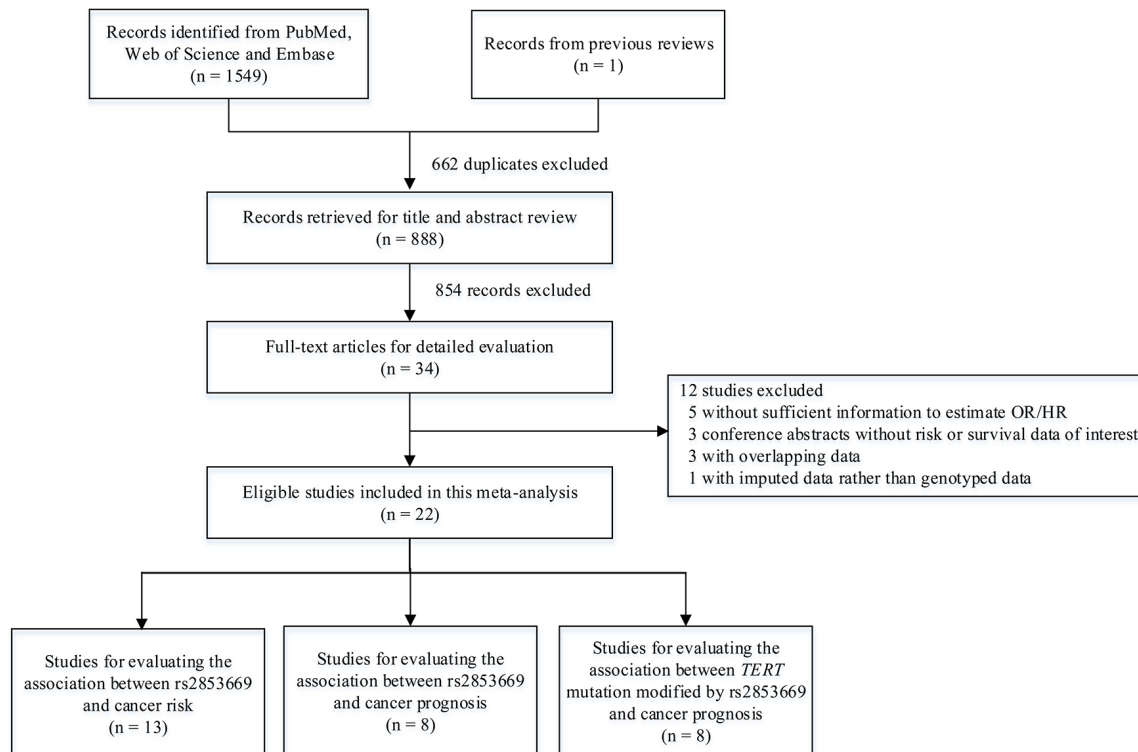 Records identified from PubMed,
Web of Science and Embase
(n = 1549)
Records from previous reviews
(n = 1)
662 duplicates excluded
Records retrieved for title and abstract review
(n = 888)
854 records excluded
Full-text articles for detailed evaluation
(n = 34)
12 studies excluded
5 without sufficient information to estimate OR/HR
3 conference abstracts without risk or survival data of interest
3 with overlapping data
1 with imputed data rather than genotyped data
Eligible studies included in this meta-analysis
(n = 22)
Studies for evaluating the
association between rs2853669
and cancer risk
(n = 13)
Studies for evaluating the
association between rs2853669
and cancer prognosis
(n = 8)
Studies for evaluating the
association between TERT
mutation modified by rs2853669
and cancer prognosis
(n = 8)